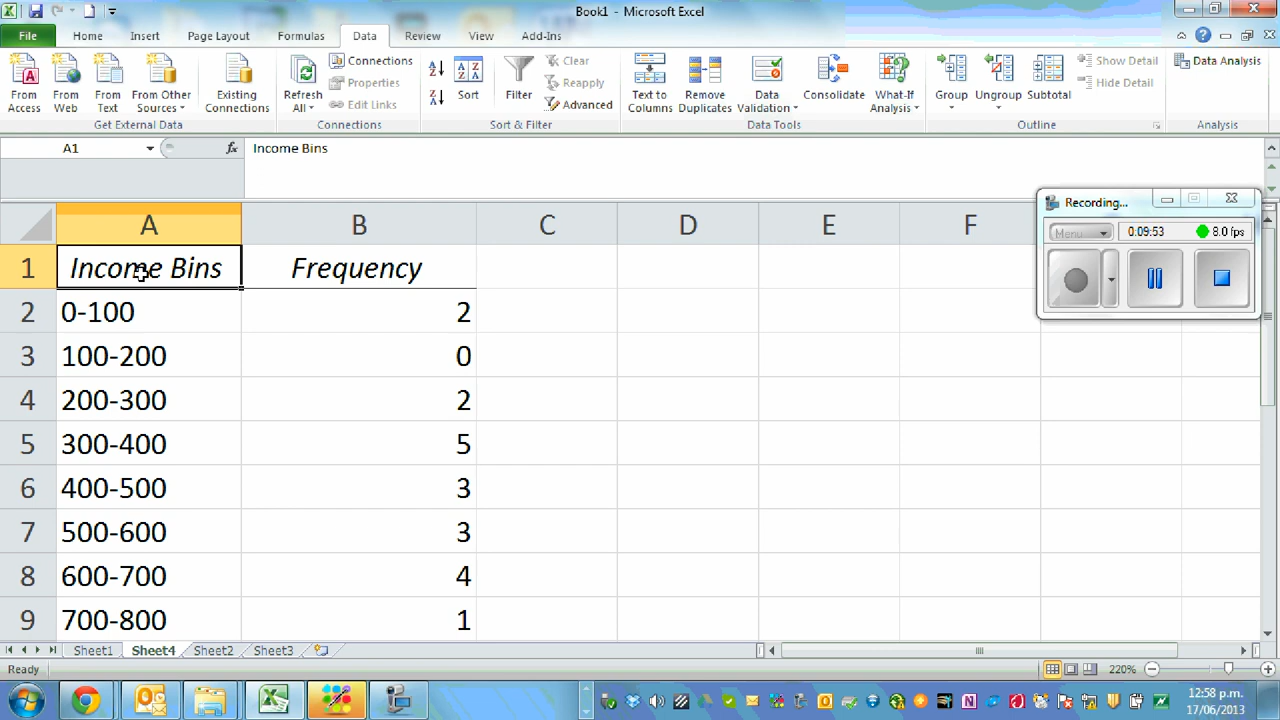 Book1 - Microsoft Excel
File Home Insert Page Layout Formulas Data Review View Add-Ins
From Access
From Web
From Text
From Other Sources
Existing Connections
Get External Data
Refresh All
Connections
Properties
Edit Links
Connections
Sort
Filter
Clear
Reapply
Advanced
Sort & Filter
Text to Columns
Remove Duplicates
Data Validation
Consolidate
What-If Analysis
Data Tools
Group
Ungroup
Subtotal
Show Detail
Hide Detail
Outline
Data Analysis
Analysis
A1 fx Income Bins
Recording...
Menu 0:09:53 8.0 fps
A B C D E F
1 Income Bins Frequency
2 0-100 2
3 100-200 0
4 200-300 2
5 300-400 5
6 400-500 3
7 500-600 3
8 600-700 4
9 700-800 1
Sheet1 Sheet4 Sheet2 Sheet3
Ready 220%
12:58 p.m.
17/06/2013